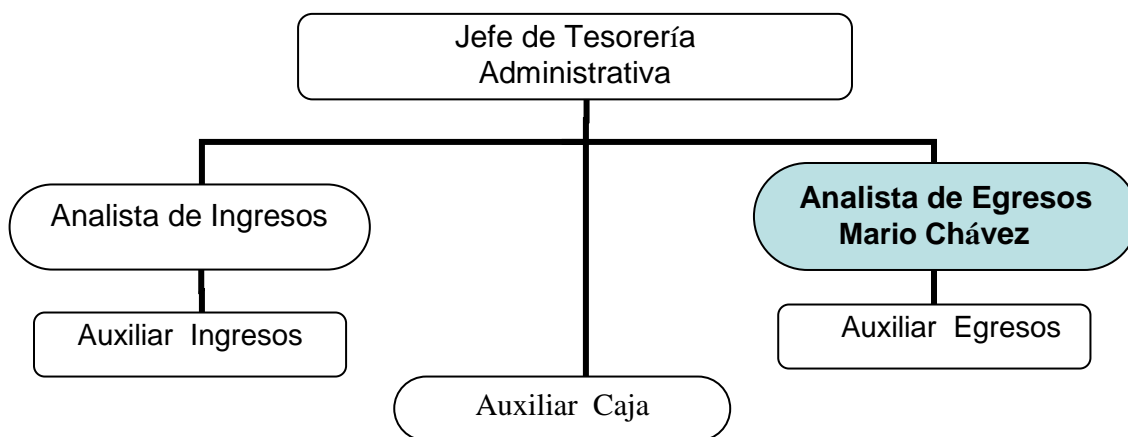 Jefe de Tesorería
Administrativa
Analista de Ingresos
Analista de Egresos
Mario Chávez
Auxiliar Ingresos
Auxiliar Egresos
Auxiliar Caja